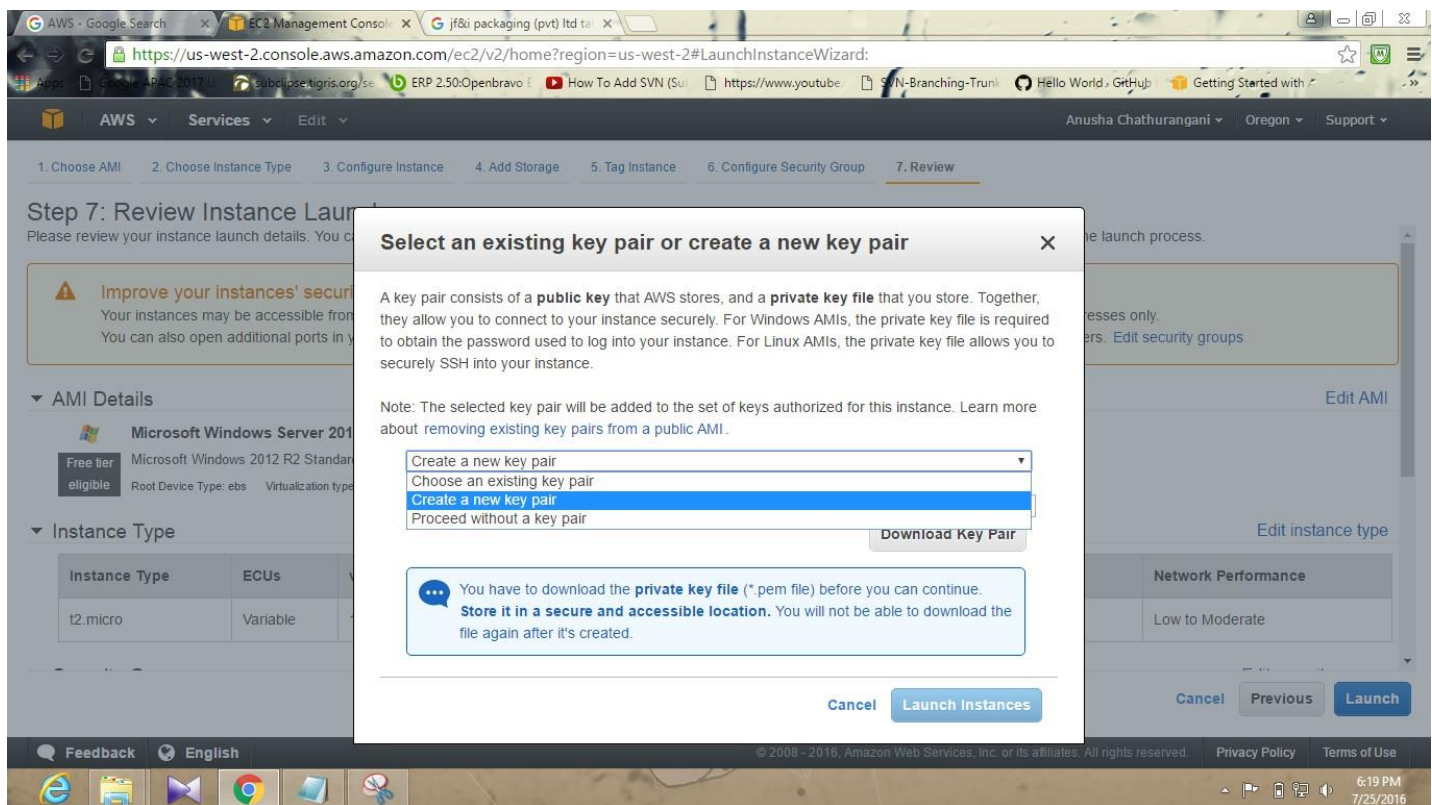 AWS - Google Search
EC2 Management Consol
jf&i packaging (pvt) ltd ta
https://us-west-2.console.aws.amazon.com/ec2/v2/home?region=us-west-2#LaunchInstanceWizard:
Apps
Google APAC 2017 U
subclipse.tigris.org/se
ERP 2.50:Openbravo E
How To Add SVN (Su
https://www.youtube.
SVN-Branching-Trunk
Hello World · GitHub
Getting Started with
AWS
Services
Edit
Anusha Chathurangani
Oregon
Support
1. Choose AMI
2. Choose Instance Type
3. Configure Instance
4. Add Storage
5. Tag Instance
6. Configure Security Group
7. Review
Step 7: Review Instance Laun
Please review your instance launch details. You c
he launch process.
Improve your instances' securi
Your instances may be accessible from
resses only.
You can also open additional ports in y
ers. Edit security groups
AMI Details
Edit AMI
Microsoft Windows Server 201
Free tier
eligible
Microsoft Windows 2012 R2 Standar
Root Device Type: ebs Virtualization type
Instance Type
Edit instance type
Instance Type
ECUs
Network Performance
t2.micro
Variable
Low to Moderate
Select an existing key pair or create a new key pair
A key pair consists of a public key that AWS stores, and a private key file that you store. Together,
they allow you to connect to your instance securely. For Windows AMIs, the private key file is required
to obtain the password used to log into your instance. For Linux AMIs, the private key file allows you to
securely SSH into your instance.
Note: The selected key pair will be added to the set of keys authorized for this instance. Learn more
about removing existing key pairs from a public AMI.
Create a new key pair
Choose an existing key pair
Create a new key pair
Proceed without a key pair
Download Key Pair
You have to download the private key file (*.pem file) before you can continue.
Store it in a secure and accessible location. You will not be able to download the
file again after it's created.
Cancel
Launch Instances
Cancel
Previous
Launch
Feedback
English
© 2008 - 2016, Amazon Web Services, Inc. or its affiliates. All rights reserved.
Privacy Policy
Terms of Use
6:19 PM
7/25/2016